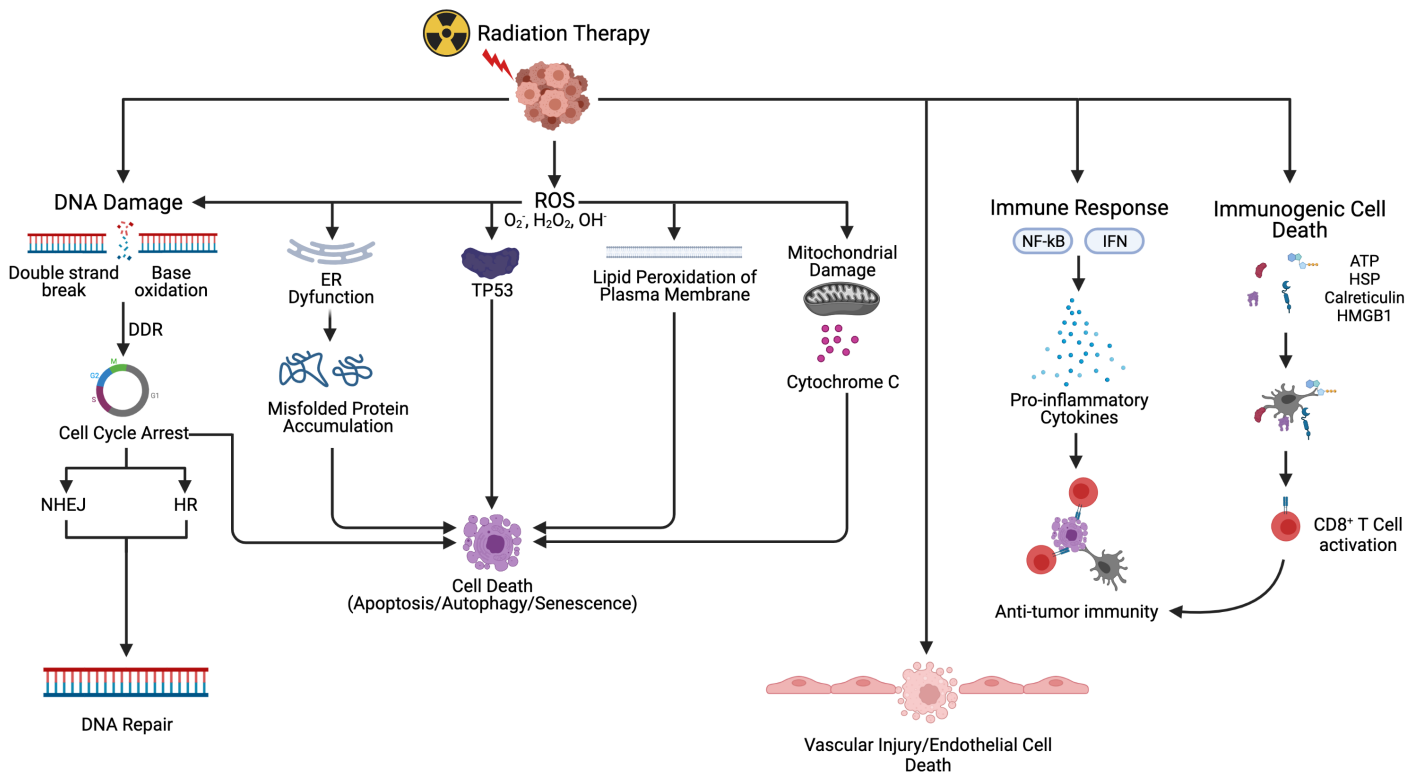 Radiation Therapy
DNA Damage
Double strand
break
Base
oxidation
DDR
M
G2
S
G1
Cell Cycle Arrest
NHEJ
HR
DNA Repair
ROS
O₂⁻, H₂O₂, OH⁻
ER
Dyfunction
Misfolded Protein
Accumulation
TP53
Lipid Peroxidation of
Plasma Membrane
Mitochondrial
Damage
Cytochrome C
Cell Death
(Apoptosis/Autophagy/Senescence)
Vascular Injury/Endothelial Cell
Death
Immune Response
NF-kB
IFN
Pro-inflammatory
Cytokines
Anti-tumor immunity
Immunogenic Cell
Death
ATP
HSP
Calreticulin
HMGB1
CD8⁺ T Cell
activation